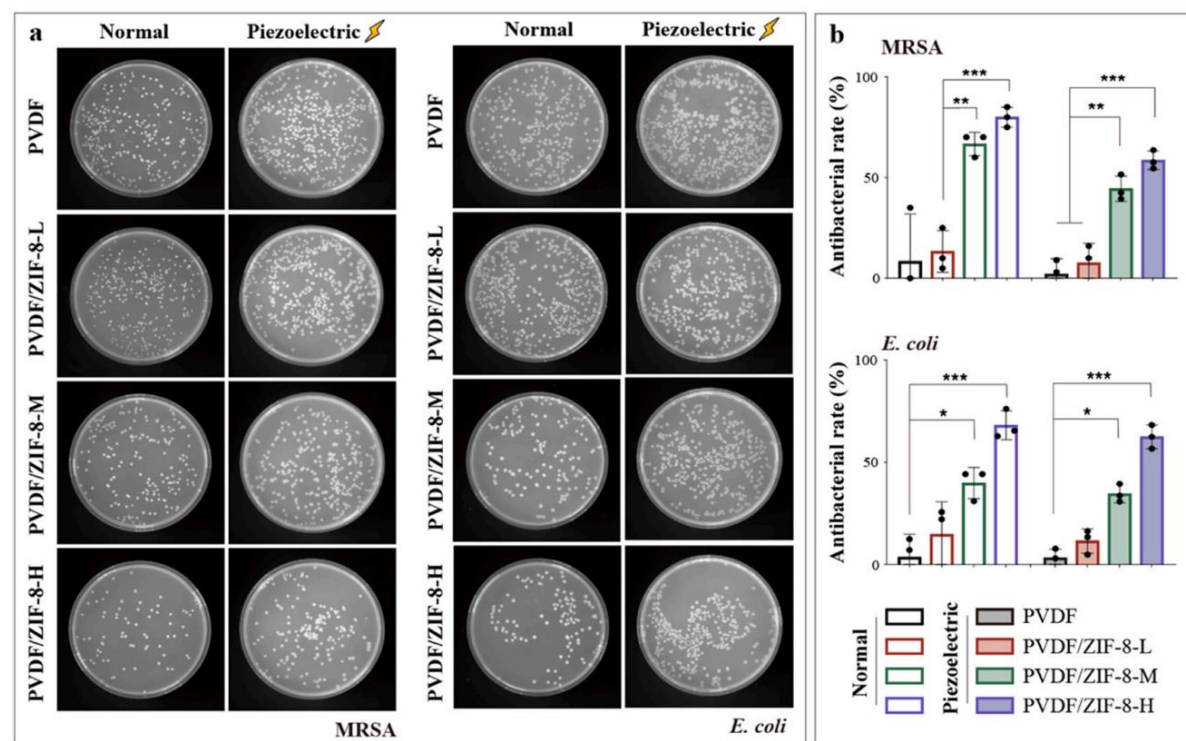 a
Normal
Piezoelectric
Normal
Piezoelectric
PVDF
PVDF/ZIF-8-L
PVDF/ZIF-8-M
PVDF/ZIF-8-H
PVDF
PVDF/ZIF-8-L
PVDF/ZIF-8-M
PVDF/ZIF-8-H
MRSA
E. coli
b
MRSA
Antibacterial rate (%)
100
50
0
**
***
**
***
E. coli
Antibacterial rate (%)
100
50
0
***
*
***
*
Normal
Piezoelectric
PVDF
PVDF/ZIF-8-L
PVDF/ZIF-8-M
PVDF/ZIF-8-H